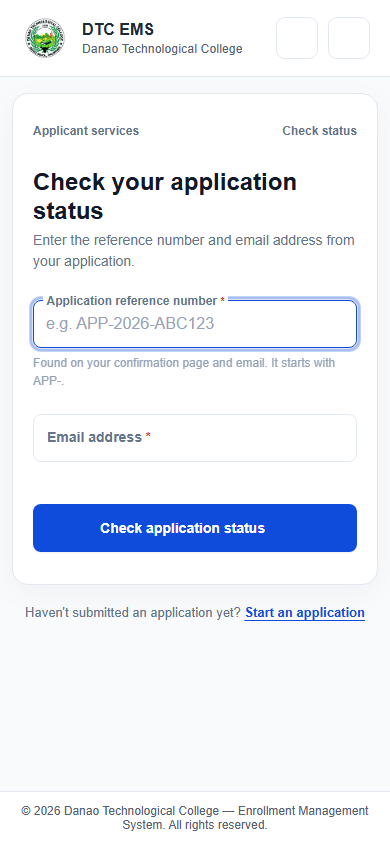 DTC EMS
Danao Technological College
Applicant services
Check status
Check your application
status
Enter the reference number and email address from
your application.
Application reference number *
e.g. APP-2026-ABC123
Found on your confirmation page and email. It starts with
APP-.
Email address *
Check application status
Haven't submitted an application yet? Start an application
© 2026 Danao Technological College — Enrollment Management
System. All rights reserved.